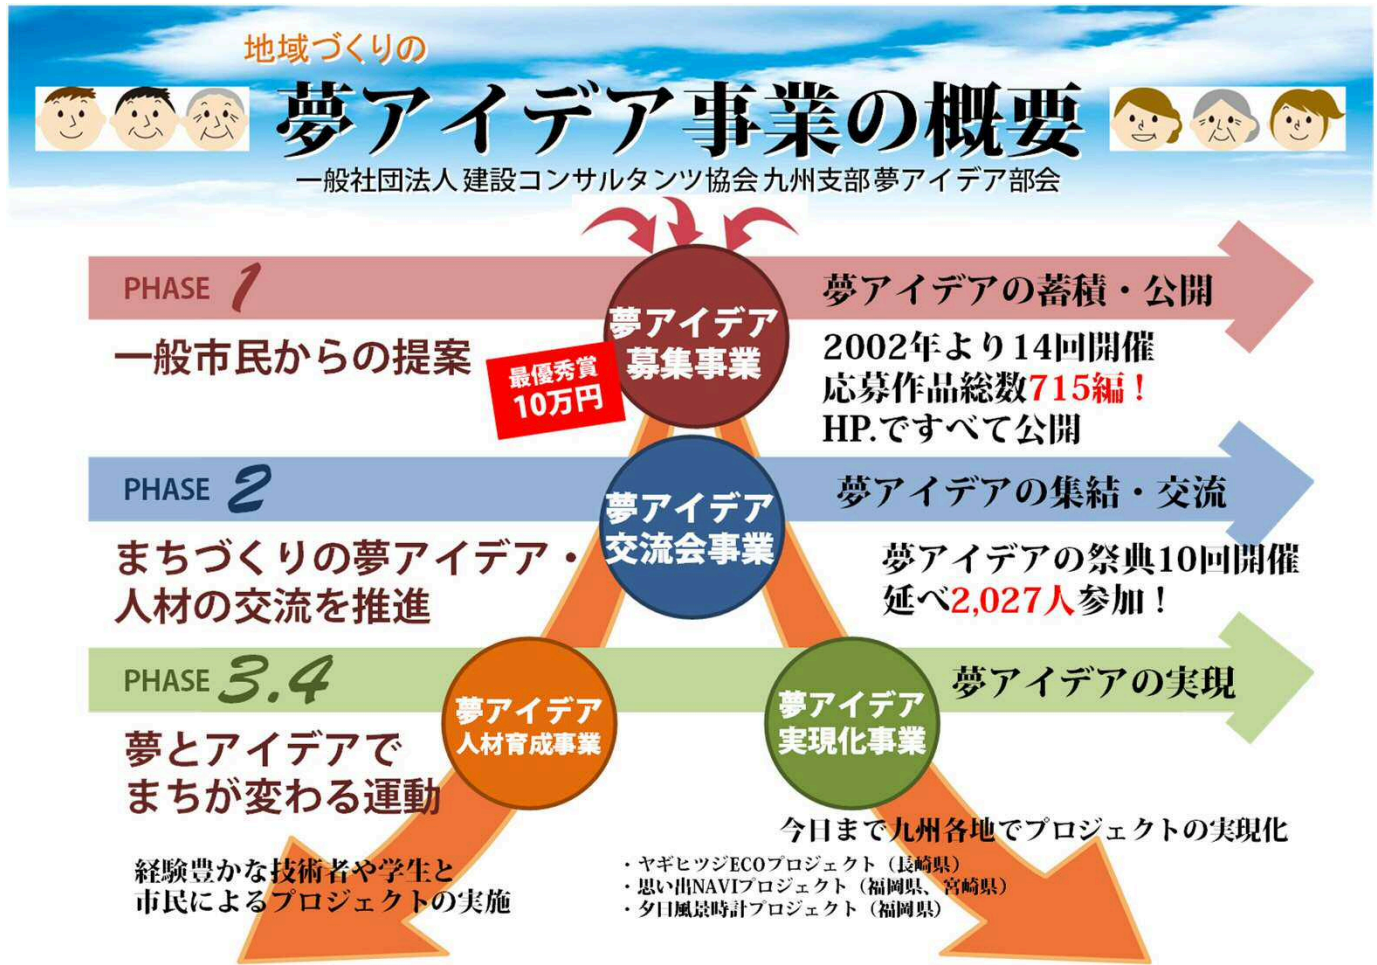 地域づくりの
夢アイデア事業の概要
一般社団法人 建設コンサルタンツ協会 九州支部 夢アイデア部会
PHASE 1
一般市民からの提案
最優秀賞
10万円
夢アイデア
募集事業
夢アイデアの蓄積・公開
2002年より14回開催
応募作品総数715編！
HP.ですべて公開
PHASE 2
まちづくりの夢アイデア・
人材の交流を推進
夢アイデア
交流会事業
夢アイデアの集結・交流
夢アイデアの祭典10回開催
延べ2,027人参加！
PHASE 3.4
夢とアイデアで
まちが変わる運動
夢アイデア
人材育成事業
夢アイデア
実現化事業
夢アイデアの実現
経験豊かな技術者や学生と
市民によるプロジェクトの実施
今日まで九州各地でプロジェクトの実現化
・ヤギヒツジECOプロジェクト（長崎県）
・思い出NAVIプロジェクト（福岡県、宮崎県）
・夕日風景時計プロジェクト（福岡県）